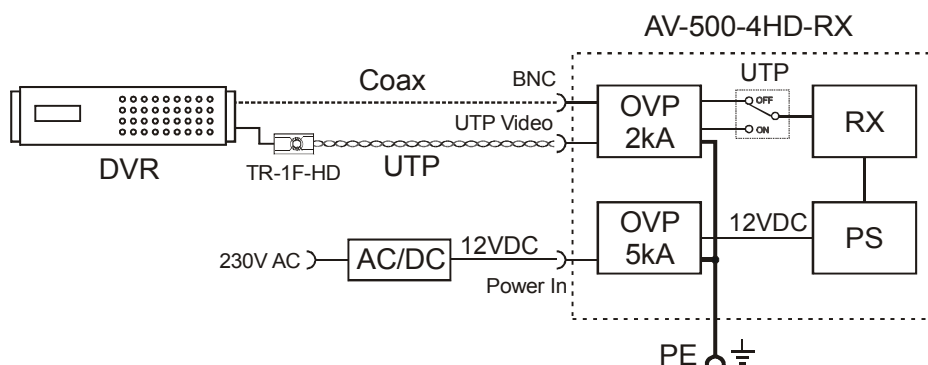 AV-500-4HD-RX
Coax
BNC
UTP
OFF
ON
OVP
2kA
RX
UTP Video
DVR
TR-1F-HD
UTP
OVP
5kA
12VDC
PS
230V AC
AC/DC
12VDC
Power In
PE